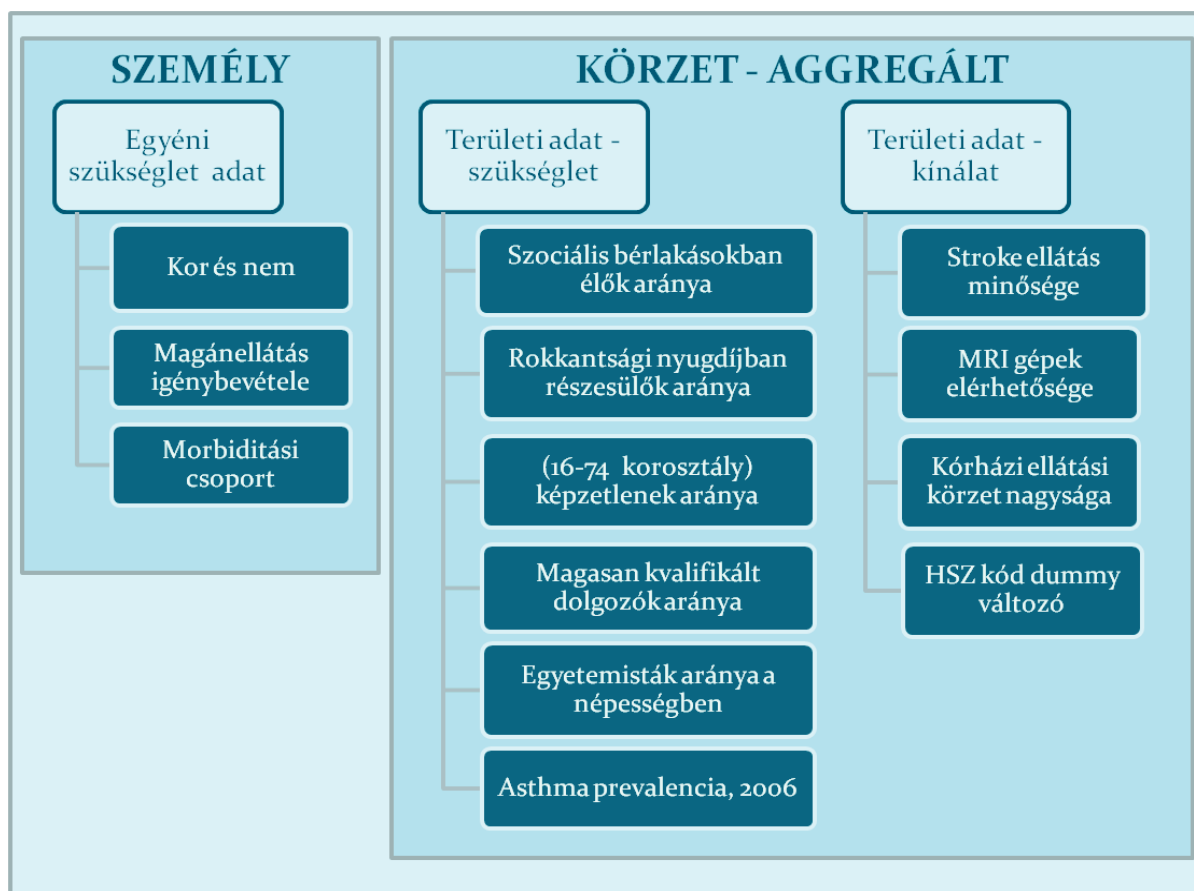 SZEMÉLY
Egyéni
szükséglet adat
Kor és nem
Magánellátás
igénybevétele
Morbiditási
csoport
KÖRZET - AGGREGÁLT
Területi adat -
szükséglet
Szociális bérlakásokban
élők aránya
Rokkantsági nyugdíjban
részesülők aránya
(16-74 korosztály)
képzetlenek aránya
Magasan kvalifikált
dolgozók aránya
Egyetemisták aránya a
népességben
Asthma prevalencia, 2006
Területi adat -
kínálat
Stroke ellátás
minősége
MRI gépek
elérhetősége
Kórházi ellátási
körzet nagysága
HSZ kód dummy
változó